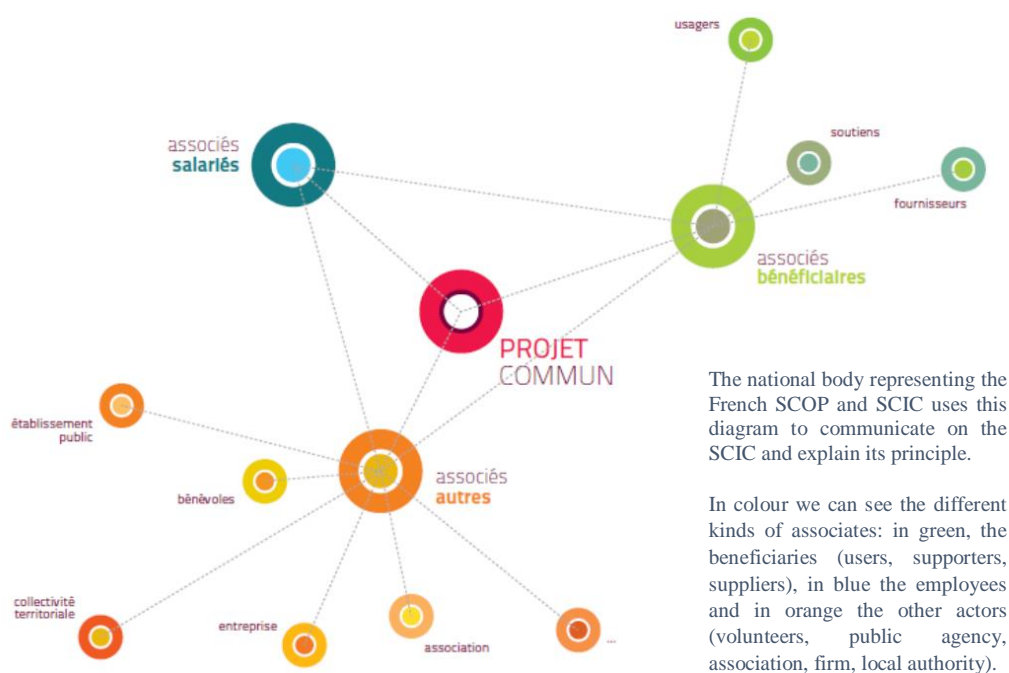 usagers
soutiens
associés
salariés
fournisseurs
associés
bénéficiaires
PROJET
COMMUN
The national body representing the
French SCOP and SCIC uses this
diagram to communicate on the
SCIC and explain its principle.
établissement
public
associés
autres
bénévoles
In colour we can see the different
kinds of associates: in green, the
beneficiaries (users, supporters,
suppliers), in blue the employees
and in orange the other actors
(volunteers, public agency,
association, firm, local authority).
collectivité
territoriale
entreprise
association
...